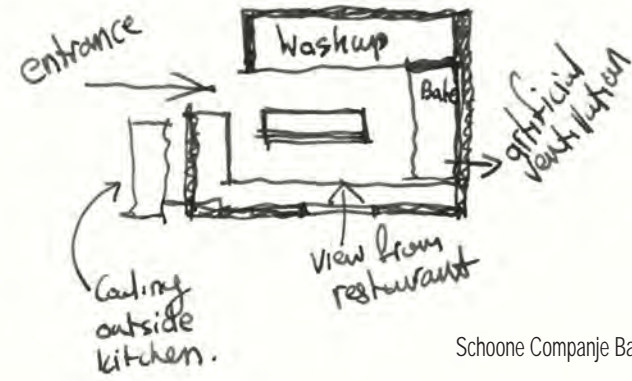 entrance
Washup
Bake
artificial
ventilation
view from
restaurant
Cooling
outside
kitchen.
Schoone Companje Ba